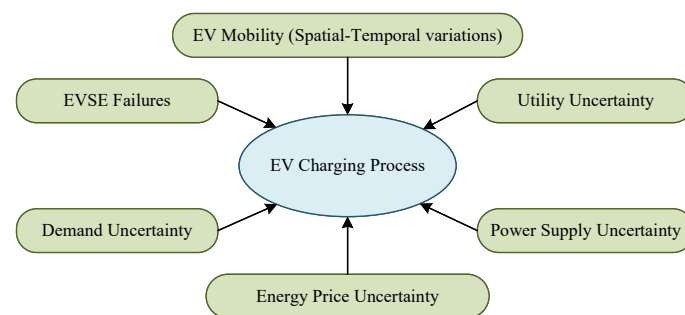 EV Mobility (Spatial-Temporal variations)
EVSE Failures
Utility Uncertainty
EV Charging Process
Demand Uncertainty
Power Supply Uncertainty
Energy Price Uncertainty